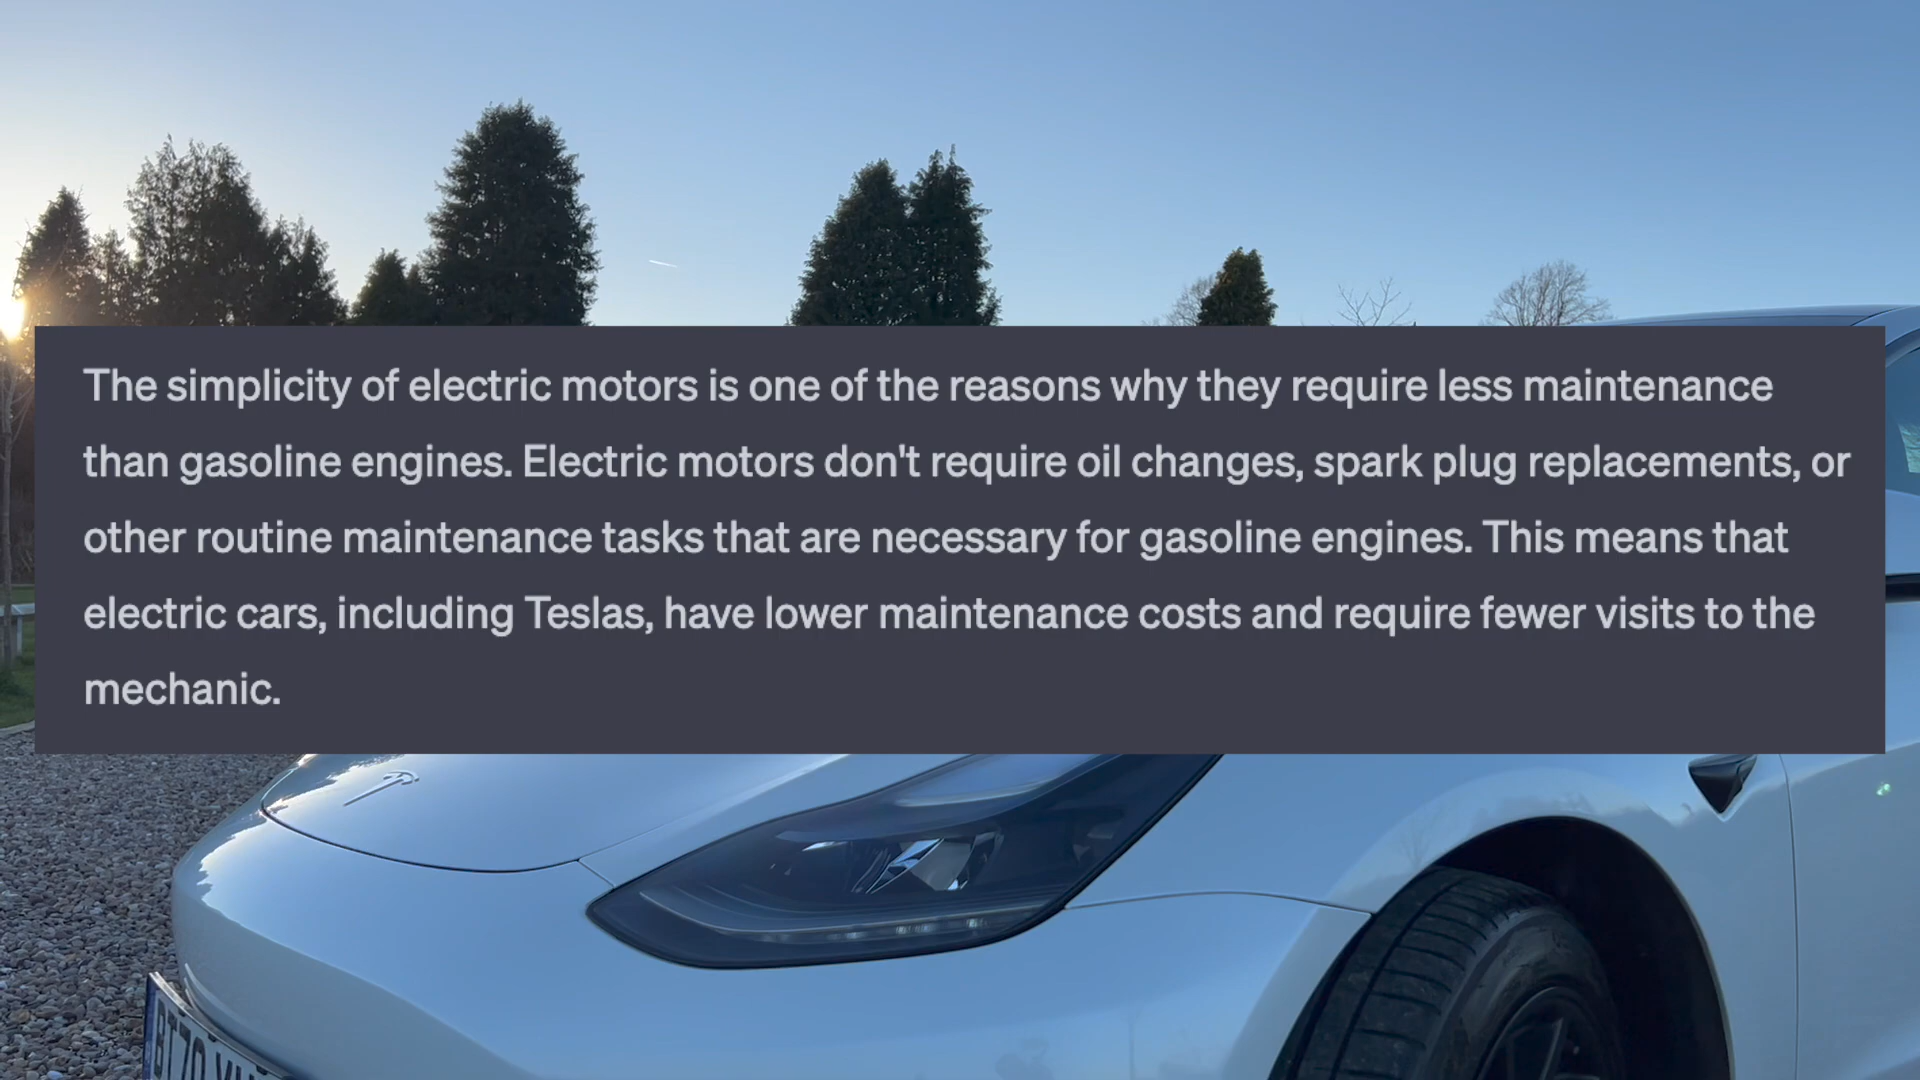 The simplicity of electric motors is one of the reasons why they require less maintenance
than gasoline engines. Electric motors don't require oil changes, spark plug replacements, or
other routine maintenance tasks that are necessary for gasoline engines. This means that
electric cars, including Teslas, have lower maintenance costs and require fewer visits to the
mechanic.